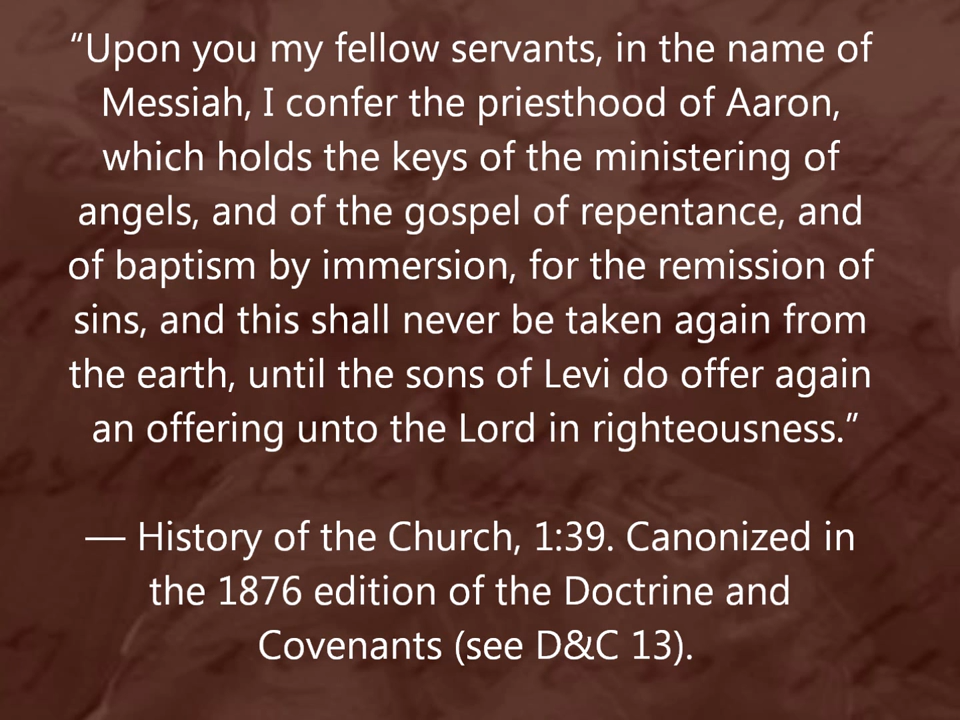 “Upon you my fellow servants, in the name of
Messiah, I confer the priesthood of Aaron,
which holds the keys of the ministering of
angels, and of the gospel of repentance, and
of baptism by immersion, for the remission of
sins, and this shall never be taken again from
the earth, until the sons of Levi do offer again
an offering unto the Lord in righteousness.”
— History of the Church, 1:39. Canonized in
the 1876 edition of the Doctrine and
Covenants (see D&C 13).